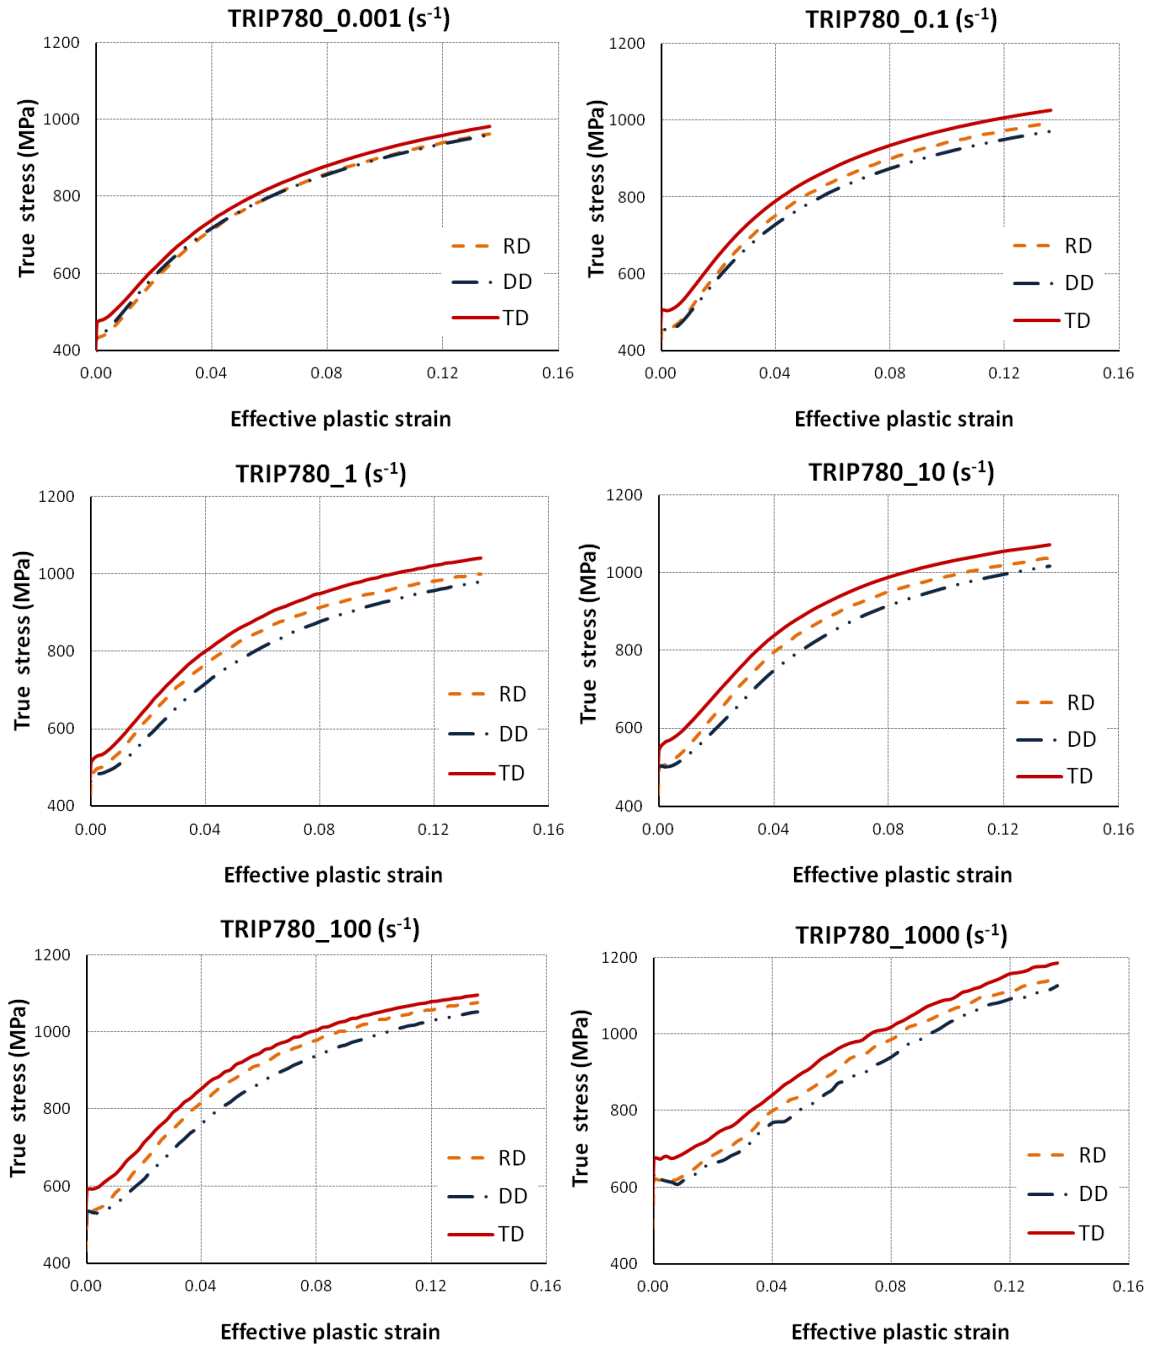 TRIP780_0.001 (s-1)
True stress (MPa)
1200
1000
800
600
400
0.00 0.04 0.08 0.12 0.16
RD
DD
TD
Effective plastic strain
TRIP780_0.1 (s-1)
True stress (MPa)
1200
1000
800
600
400
0.00 0.04 0.08 0.12 0.16
RD
DD
TD
Effective plastic strain
TRIP780_1 (s-1)
True stress (MPa)
1200
1000
800
600
400
0.00 0.04 0.08 0.12 0.16
RD
DD
TD
Effective plastic strain
TRIP780_10 (s-1)
True stress (MPa)
1200
1000
800
600
400
0.00 0.04 0.08 0.12 0.16
RD
DD
TD
Effective plastic strain
TRIP780_100 (s-1)
True stress (MPa)
1200
1000
800
600
400
0.00 0.04 0.08 0.12 0.16
RD
DD
TD
Effective plastic strain
TRIP780_1000 (s-1)
True stress (MPa)
1200
1000
800
600
400
0.00 0.04 0.08 0.12 0.16
RD
DD
TD
Effective plastic strain